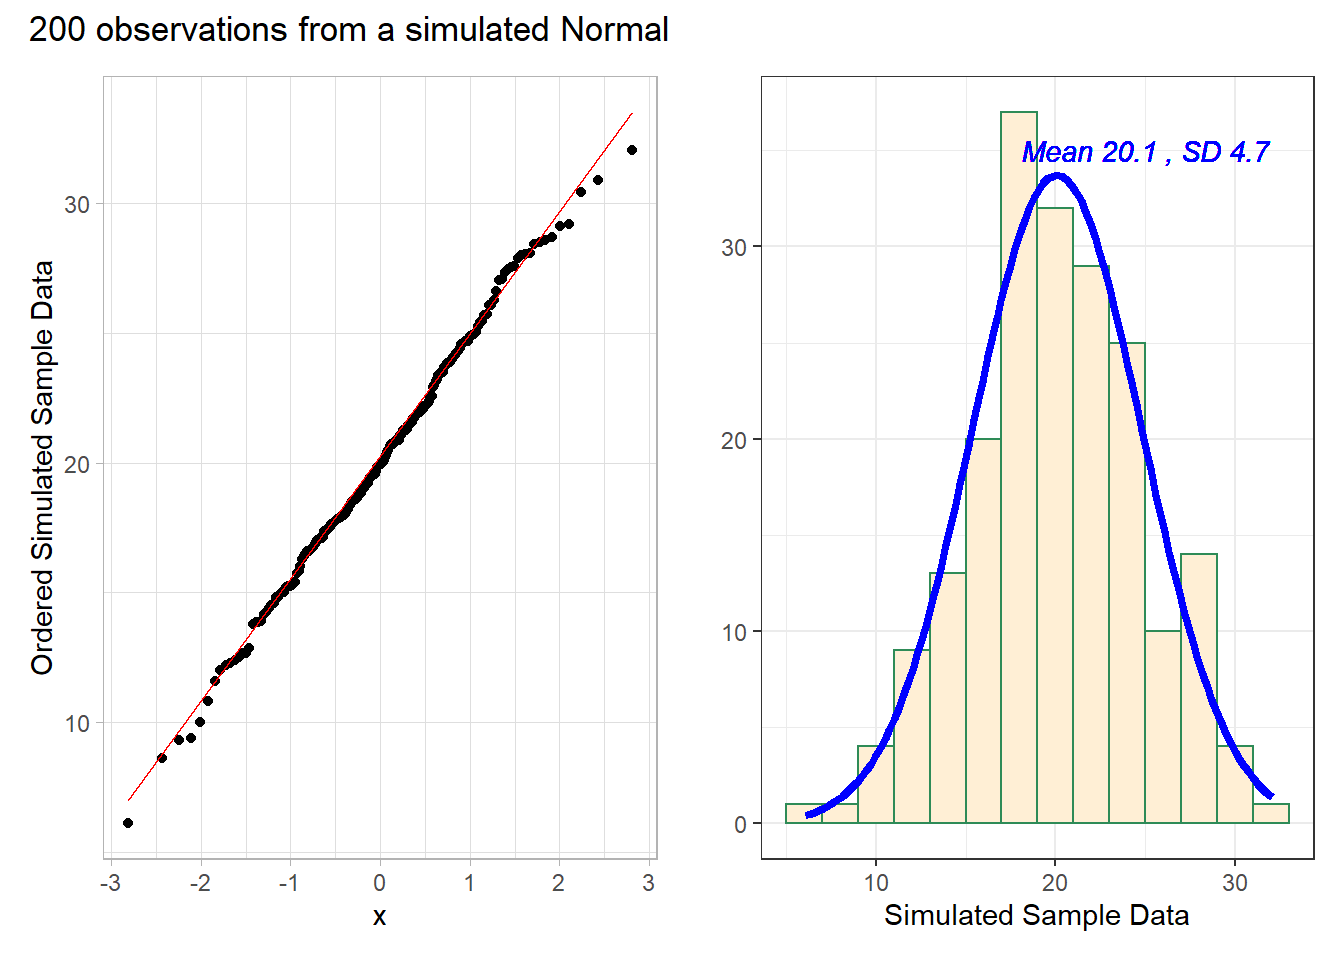 200 observations from a simulated Normal
Ordered Simulated Sample Data
30
20
10
-3 -2 -1 0 1 2 3
x
Mean 20.1 , SD 4.7
30
20
10
0
10 20 30
Simulated Sample Data